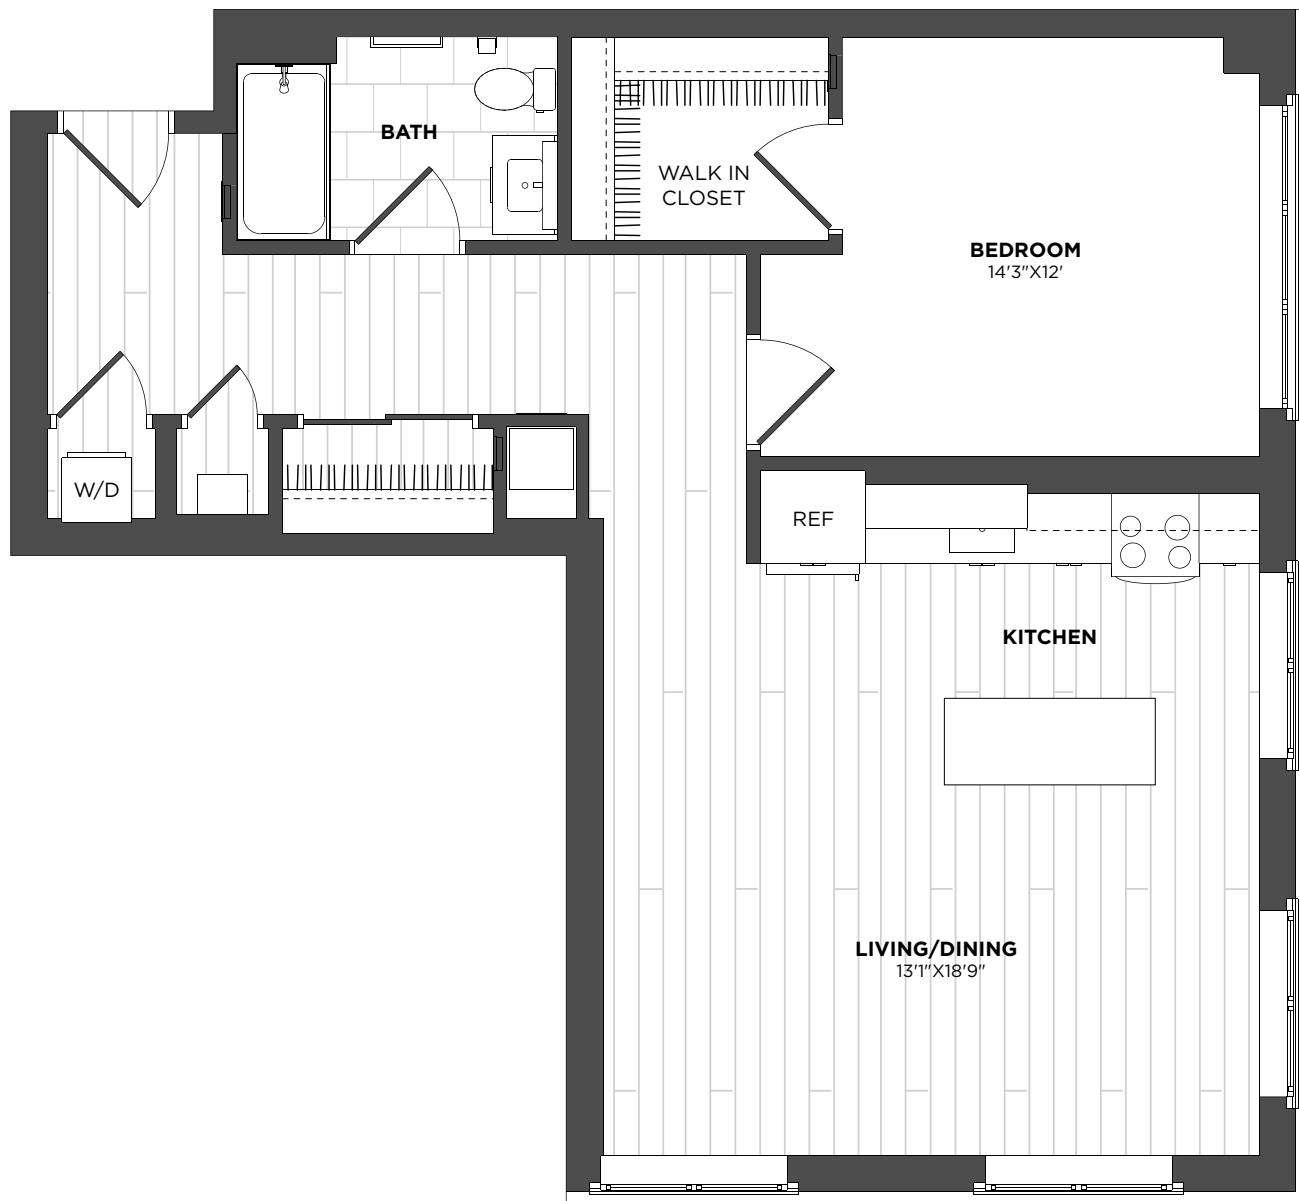 BATH
WALK IN
CLOSET
BEDROOM
14'3"X12'
W/D
REF
KITCHEN
LIVING/DINING
13'1"X18'9"